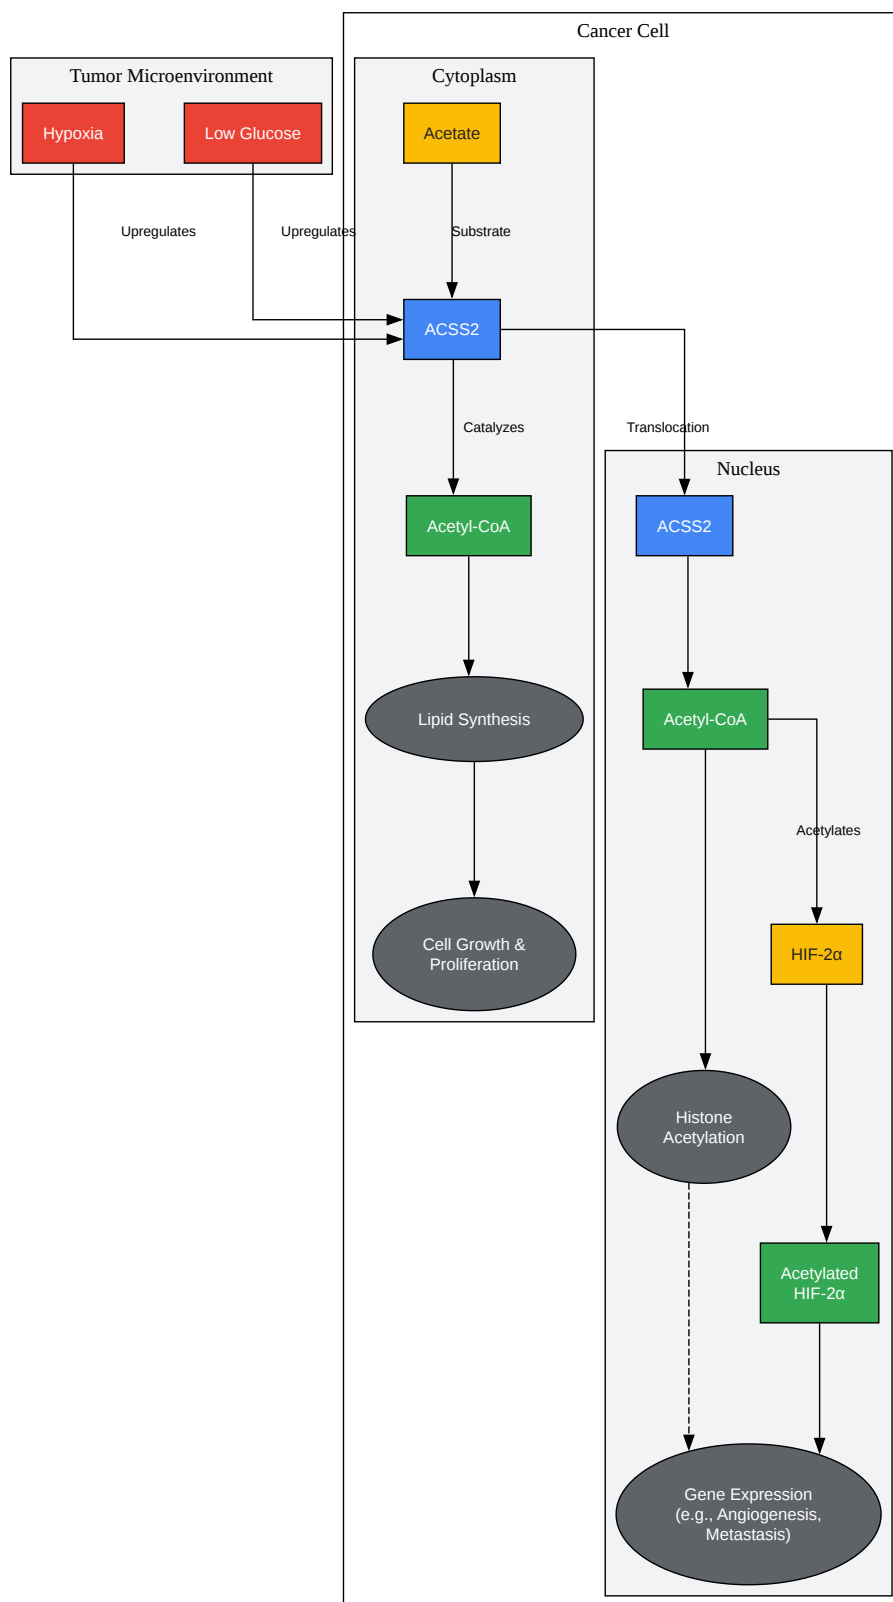 Cancer Cell
Tumor Microenvironment
Cytoplasm
Hypoxia
Low Glucose
Acetate
Upregulates
Upregulates
Substrate
ACSS2
Catalyzes
Translocation
Nucleus
Acetyl-CoA
ACSS2
Lipid Synthesis
Acetyl-CoA
Acetylates
Cell Growth &
Proliferation
HIF-2α
Histone
Acetylation
Acetylated
HIF-2α
Gene Expression
(e.g., Angiogenesis,
Metastasis)